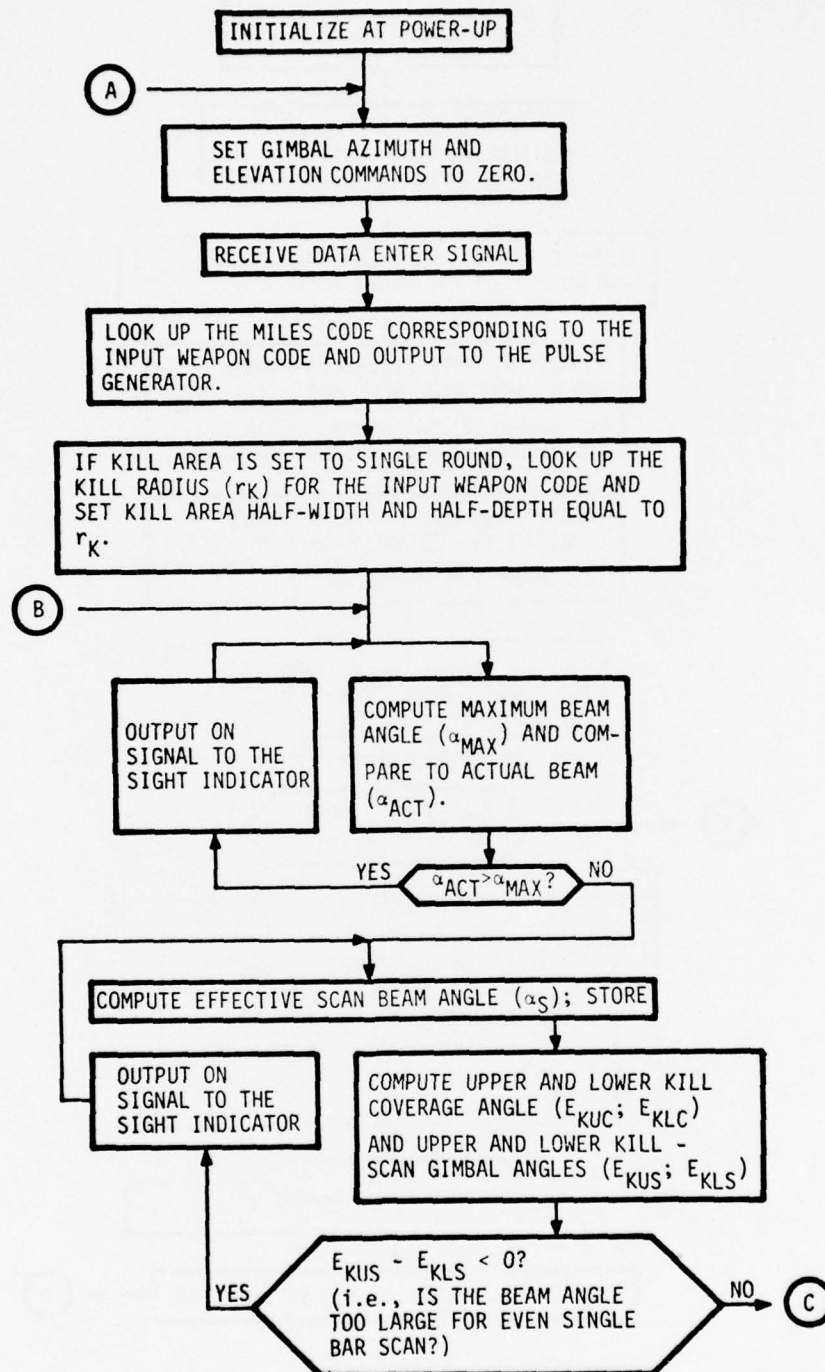 INITIALIZE AT POWER-UP
A
SET GIMBAL AZIMUTH AND
ELEVATION COMMANDS TO ZERO.
RECEIVE DATA ENTER SIGNAL
LOOK UP THE MILES CODE CORRESPONDING TO THE
INPUT WEAPON CODE AND OUTPUT TO THE PULSE
GENERATOR.
IF KILL AREA IS SET TO SINGLE ROUND, LOOK UP THE
KILL RADIUS (rK) FOR THE INPUT WEAPON CODE AND
SET KILL AREA HALF-WIDTH AND HALF-DEPTH EQUAL TO
rK.
B
OUTPUT ON
SIGNAL TO THE
SIGHT INDICATOR
COMPUTE MAXIMUM BEAM
ANGLE (αMAX) AND COM-
PARE TO ACTUAL BEAM
(αACT).
YES
αACT>αMAX?
NO
COMPUTE EFFECTIVE SCAN BEAM ANGLE (αS); STORE
OUTPUT ON
SIGNAL TO THE
SIGHT INDICATOR
COMPUTE UPPER AND LOWER KILL
COVERAGE ANGLE (EKUC; EKLC)
AND UPPER AND LOWER KILL -
SCAN GIMBAL ANGLES (EKUS; EKLS)
YES
EKUS - EKLS < 0?
(i.e., IS THE BEAM ANGLE
TOO LARGE FOR EVEN SINGLE
BAR SCAN?)
NO
C